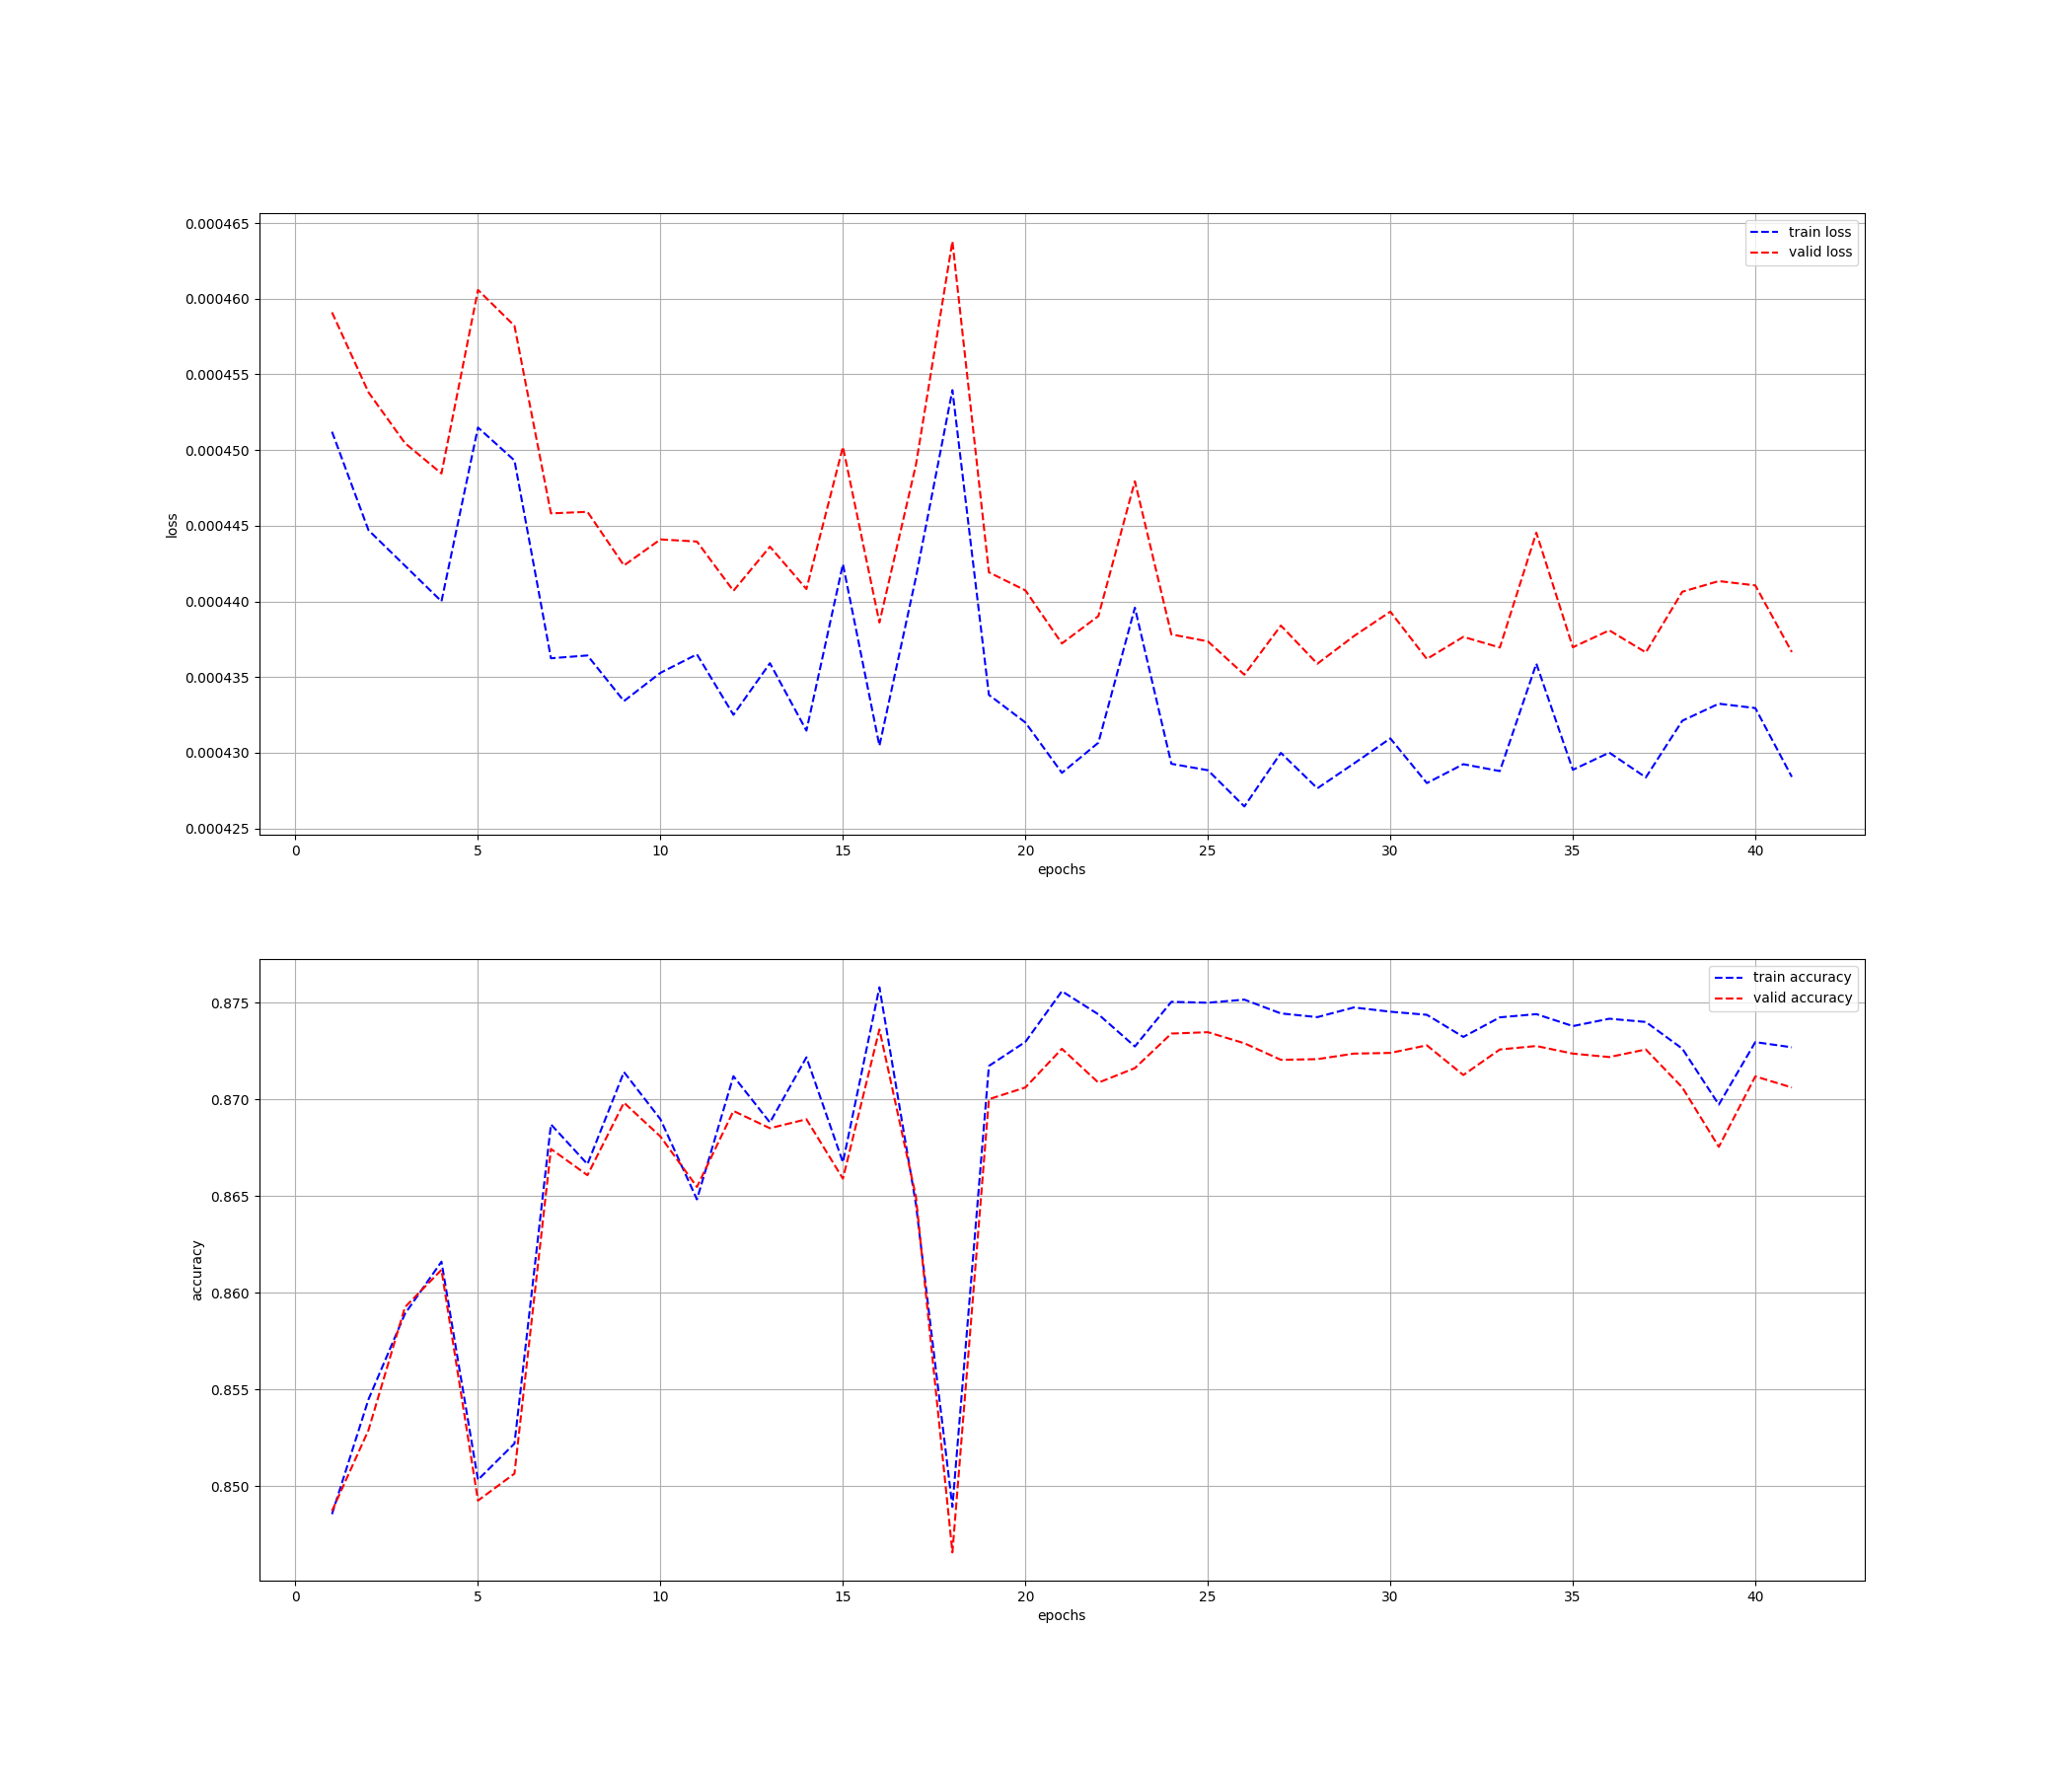 0.000465
0.000460
0.000455
0.000450
0.000445
0.000440
0.000435
0.000430
0.000425
loss
train loss
valid loss
0 5 10 15 20 25 30 35 40
epochs
0.875
0.870
0.865
0.860
0.855
0.850
accuracy
train accuracy
valid accuracy
0 5 10 15 20 25 30 35 40
epochs